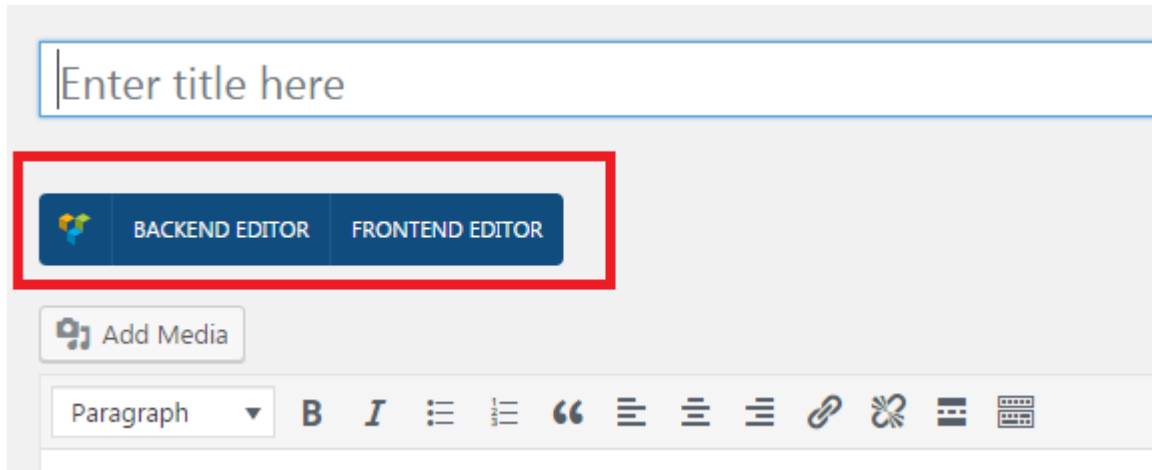 Enter title here
BACKEND EDITOR FRONTEND EDITOR
Add Media
Paragraph B I